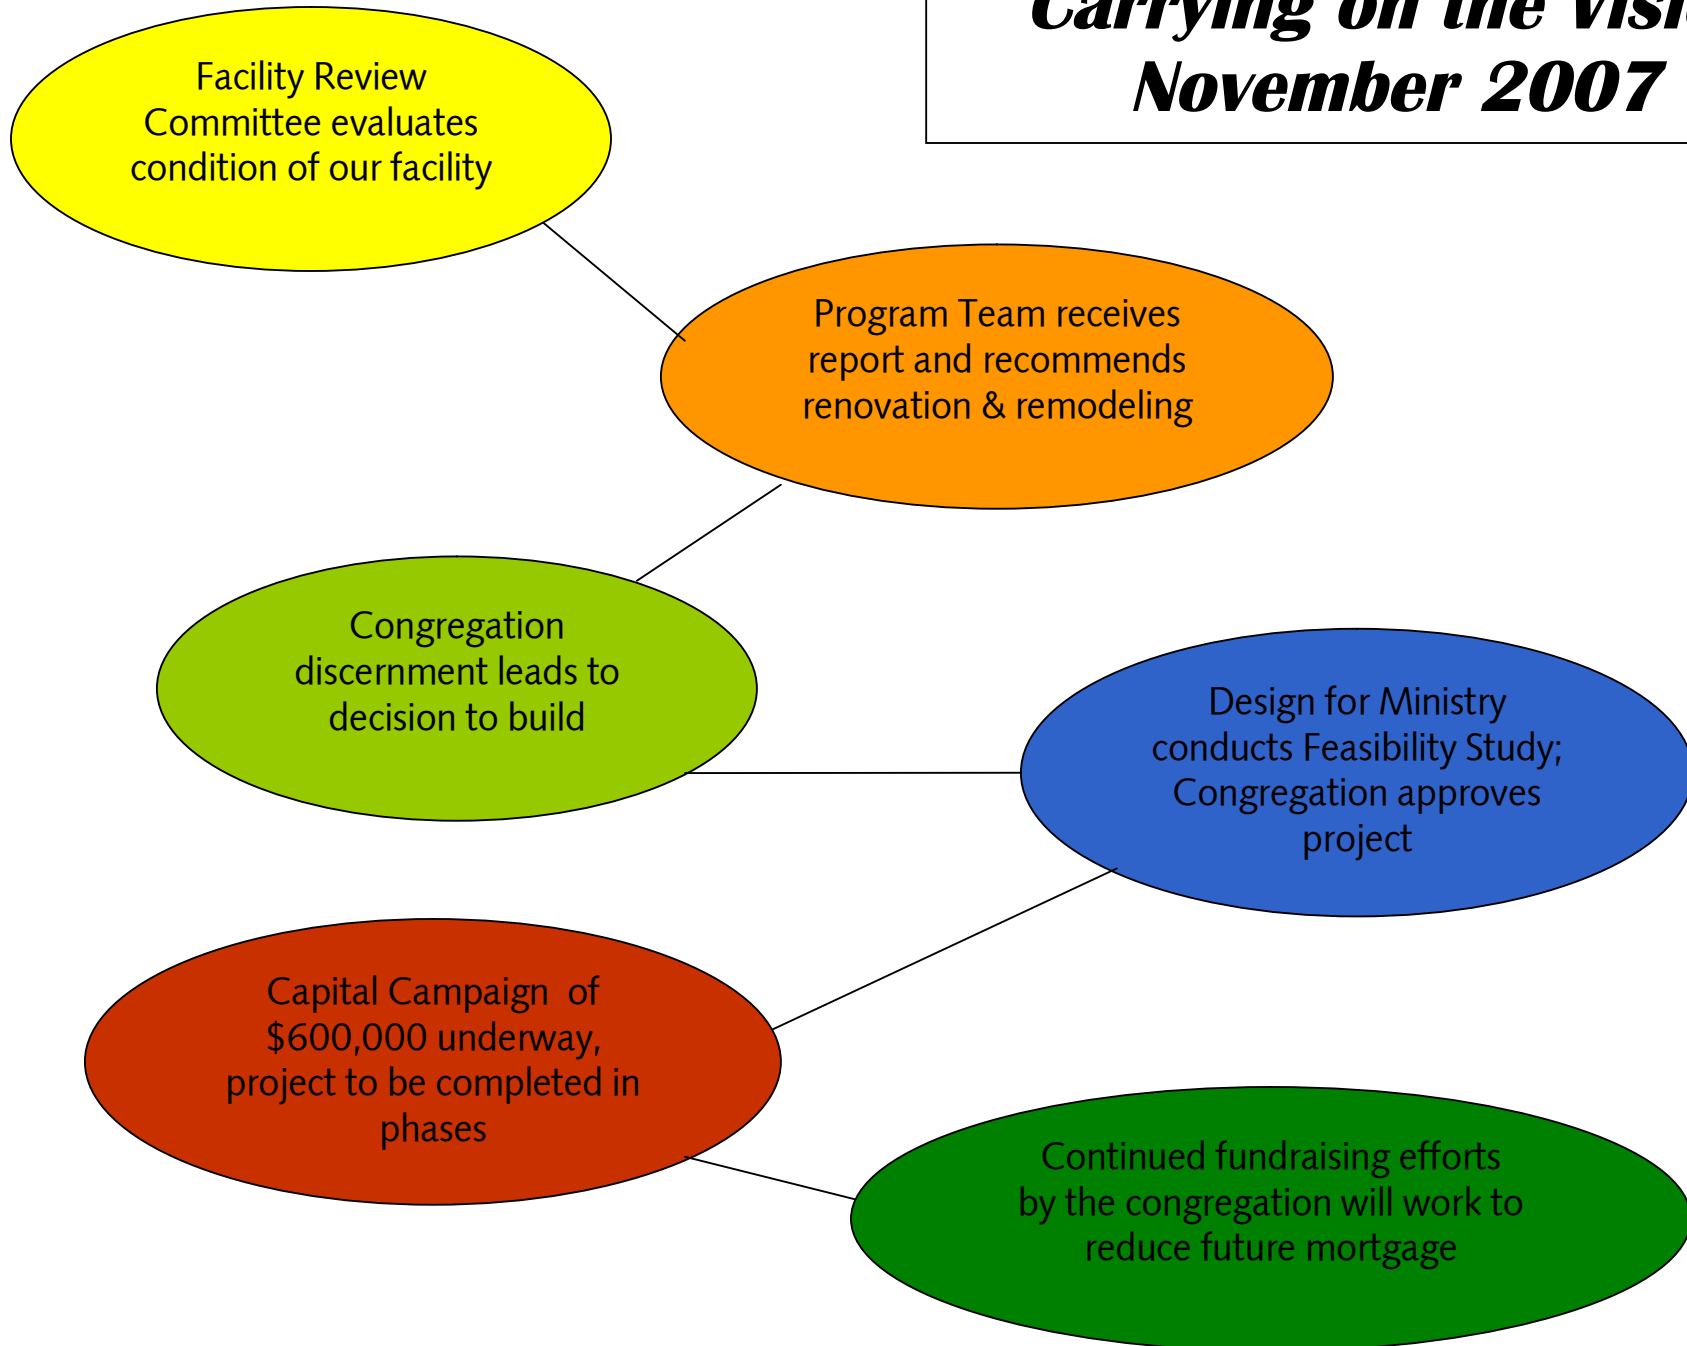 Carrying on the
November 2007
Facility Review
Committee evaluates
condition of our facility
Program Team receives
report and recommends
renovation & remodeling
Congregation
discernment leads to
decision to build
Design for Ministry
conducts Feasibility Study;
Congregation approves
project
Capital Campaign of
$600,000 underway,
project to be completed in
phases
Continued fundraising efforts
by the congregation will work to
reduce future mortgage